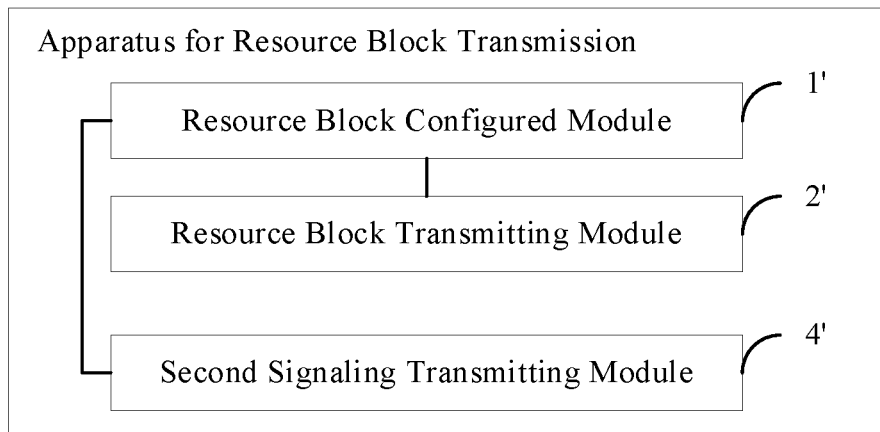 Apparatus for Resource Block Transmission
1'
Resource Block Configured Module
2'
Resource Block Transmitting Module
4'
Second Signaling Transmitting Module